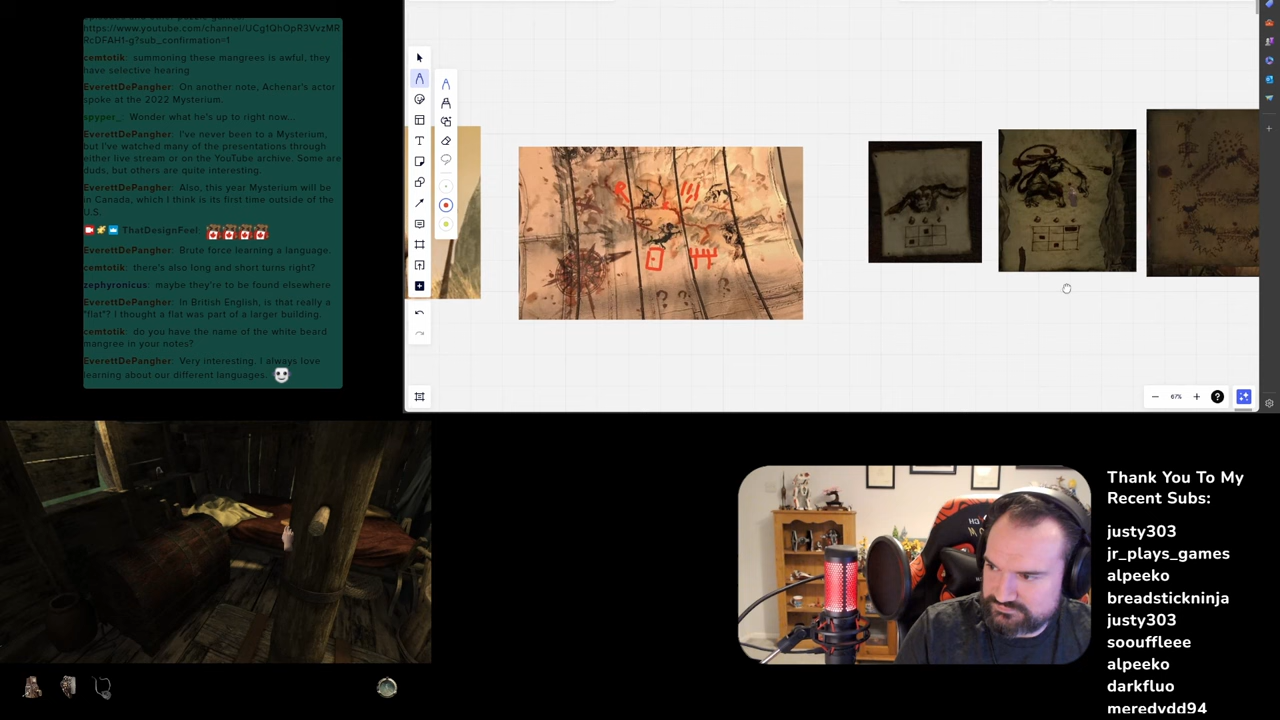 https://www.youtube.com/channel/UCg1QhOpR3VvzMR
RcDFAH1-g?sub_confirmation=1
cemtotik: summoning these mangrees is awful, they
have selective hearing
EverettDePangher: On another note, Achenar's actor
spoke at the 2022 Mysterium.
spyper_: Wonder what he's up to right now...
EverettDePangher: I've never been to a Mysterium,
but I've watched many of the presentations through
either live stream or on the YouTube archive. Some are
duds, but others are quite interesting.
EverettDePangher: Also, this year Mysterium will be
in Canada, which I think is its first time outside of the
U.S.
ThatDesignFeel:
EverettDePangher: Brute force learning a language.
cemtotik: there's also long and short turns right?
zephyronicus: maybe they're to be found elsewhere
EverettDePangher: In British English, is that really a
"flat"? I thought a flat was part of a larger building.
cemtotik: do you have the name of the white beard
mangree in your notes?
EverettDePangher: Very interesting. I always love
learning about our different languages.
67%
Thank You To My
Recent Subs:
justy303
jr_plays_games
alpeeko
breadstickninja
justy303
sooufleee
alpeeko
darkfluo
meredydd94